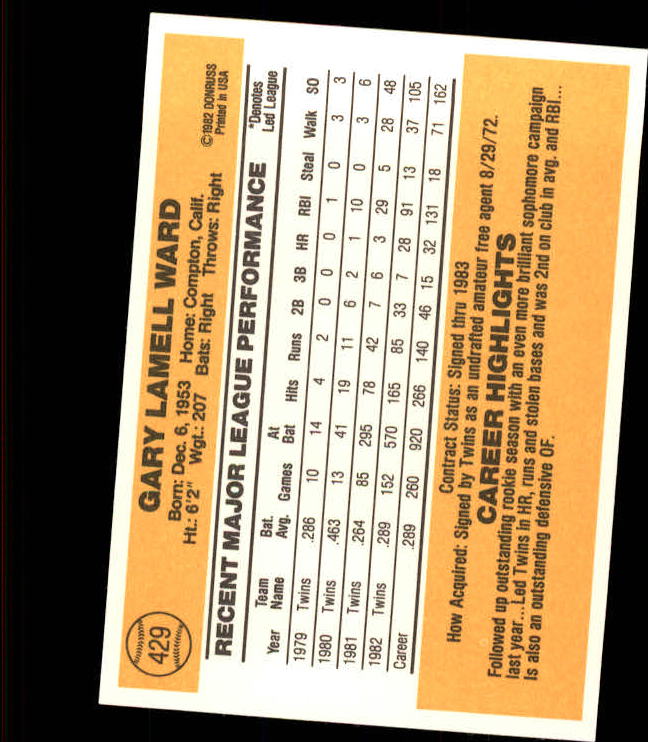 429
GARY LAMELL WARD
Born: Dec. 6, 1953 Home: Compton, Calif.
Ht.: 6'2" Wgt.: 207 Bats: Right Throws: Right
©1982 DONRUSS
Printed in USA
RECENT MAJOR LEAGUE PERFORMANCE
*Denotes
Led League
Year Team Name Bat. Avg. Games At Bat Hits Runs 2B 3B HR RBI Steal Walk SO
1979 Twins .286 10 14 4 2 0 0 0 1 0 3 3
1980 Twins .463 13 41 19 11 6 2 1 10 0 3 6
1981 Twins .264 85 295 78 42 7 6 3 29 5 28 48
1982 Twins .289 152 570 165 85 33 7 28 91 13 37 105
Career .289 260 920 266 140 46 15 32 131 18 71 162
Contract Status: Signed thru 1983
How Acquired: Signed by Twins as an undrafted amateur free agent 8/29/72.
CAREER HIGHLIGHTS
Followed up outstanding rookie season with an even more brilliant sophomore campaign
last year...Led Twins in HR, runs and stolen bases and was 2nd on club in avg. and RBI...
Is also an outstanding defensive OF.